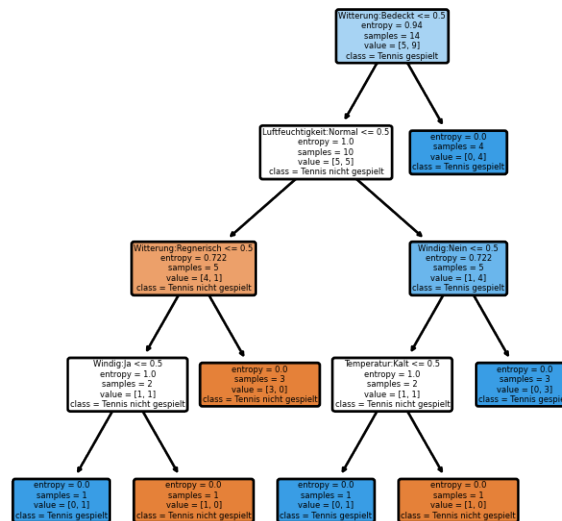 Witterung:Bedeckt <= 0.5
entropy = 0.94
samples = 14
value = [5, 9]
class = Tennis gespielt
Luftfeuchtigkeit:Normal <= 0.5
entropy = 1.0
samples = 10
value = [5, 5]
class = Tennis nicht gespielt
entropy = 0.0
samples = 4
value = [0, 4]
class = Tennis gespielt
Witterung:Regnerisch <= 0.5
entropy = 0.722
samples = 5
value = [4, 1]
class = Tennis nicht gespielt
Windig:Nein <= 0.5
entropy = 0.722
samples = 5
value = [1, 4]
class = Tennis gespielt
Windig:Ja <= 0.5
entropy = 1.0
samples = 2
value = [1, 1]
class = Tennis nicht gespielt
entropy = 0.0
samples = 3
value = [3, 0]
class = Tennis nicht gespielt
Temperatur:Kalt <= 0.5
entropy = 1.0
samples = 2
value = [1, 1]
class = Tennis nicht gespielt
entropy = 0.0
samples = 3
value = [0, 3]
class = Tennis gespielt
entropy = 0.0
samples = 1
value = [0, 1]
class = Tennis gespielt
entropy = 0.0
samples = 1
value = [1, 0]
class = Tennis nicht gespielt
entropy = 0.0
samples = 1
value = [0, 1]
class = Tennis gespielt
entropy = 0.0
samples = 1
value = [1, 0]
class = Tennis nicht gespielt